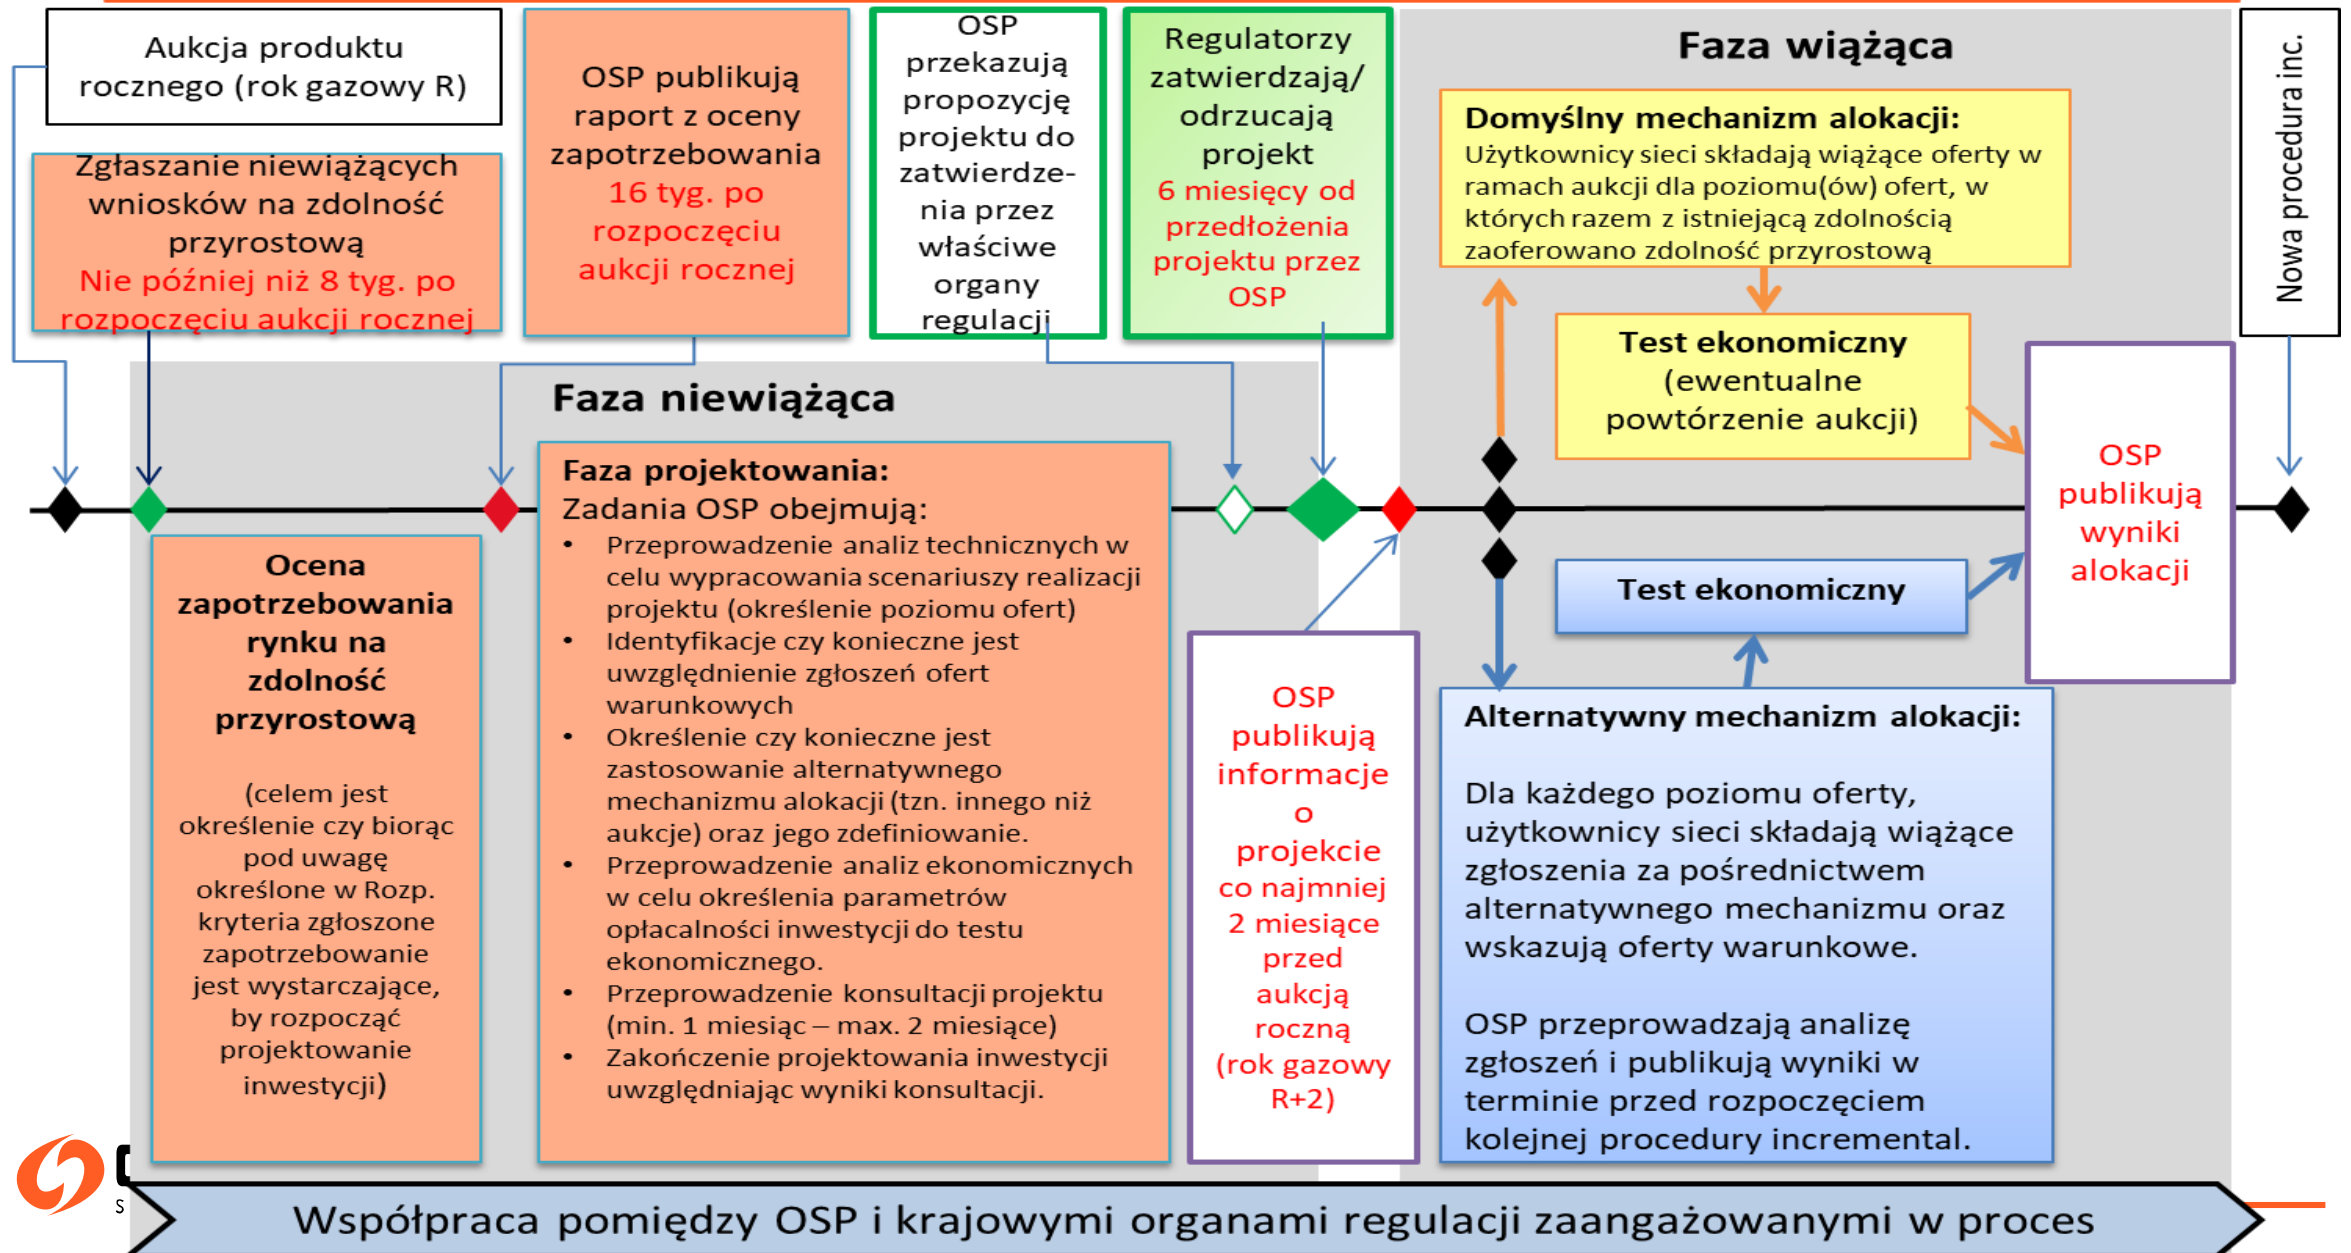 Aukcja produktu
rocznego (rok gazowy R)
Zgłaszanie niewiążących
wniosków na zdolność
przyrostową
Nie później niż 8 tyg. po
rozpoczęciu aukcji rocznej
OSP publikują
raport z oceny
zapotrzebowania
16 tyg. po
rozpoczęciu
aukcji rocznej
OSP
przekazują
propozycję
projektu do
zatwierdze-
nia przez
właściwe
organy
regulacji
Regulatorzy
zatwierdzają/
odrzucają
projekt
6 miesięcy od
przedłożenia
projektu przez
OSP
Faza wiążąca
Domyślny mechanizm alokacji:
Użytkownicy sieci składają wiążące oferty w
ramach aukcji dla poziomu(ów) ofert, w
których razem z istniejącą zdolnością
zaoferowano zdolność przyrostową
Test ekonomiczny
(ewentualne
powtórzenie aukcji)
Nowa procedura inc.
Faza niewiążąca
Faza projektowania:
Zadania OSP obejmują:
• Przeprowadzenie analiz technicznych w
celu wypracowania scenariuszy realizacji
projektu (określenie poziomu ofert)
• Identyfikacje czy konieczne jest
uwzględnienie zgłoszeń ofert
warunkowych
• Określenie czy konieczne jest
zastosowanie alternatywnego
mechanizmu alokacji (tzn. innego niż
aukcje) oraz jego zdefiniowanie.
• Przeprowadzenie analiz ekonomicznych
w celu określenia parametrów
opłacalności inwestycji do testu
ekonomicznego.
• Przeprowadzenie konsultacji projektu
(min. 1 miesiąc – max. 2 miesiące)
• Zakończenie projektowania inwestycji
uwzględniając wyniki konsultacji.
Ocena
zapotrzebowania
rynku na
zdolność
przyrostową
(celem jest
określenie czy biorąc
pod uwagę
określone w Rozp.
kryteria zgłoszone
zapotrzebowanie
jest wystarczające,
by rozpocząć
projektowanie
inwestycji)
OSP
publikują
informacje
o
projekcie
co najmniej
2 miesiące
przed
aukcją
roczną
(rok gazowy
R+2)
Test ekonomiczny
OSP
publikują
wyniki
alokacji
Alternatywny mechanizm alokacji:
Dla każdego poziomu oferty,
użytkownicy sieci składają wiążące
zgłoszenia za pośrednictwem
alternatywnego mechanizmu oraz
wskazują oferty warunkowe.
OSP przeprowadzają analizę
zgłoszeń i publikują wyniki w
terminie przed rozpoczęciem
kolejnej procedury incremental.
Współpraca pomiędzy OSP i krajowymi organami regulacji zaangażowanymi w proces